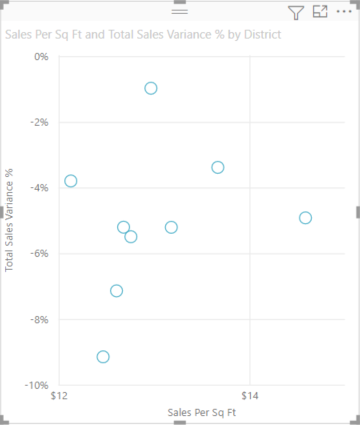 Sales Per Sq Ft and Total Sales Variance % by District
Total Sales Variance %
0%
-2%
-4%
-6%
-8%
-10%
$12
$14
Sales Per Sq Ft